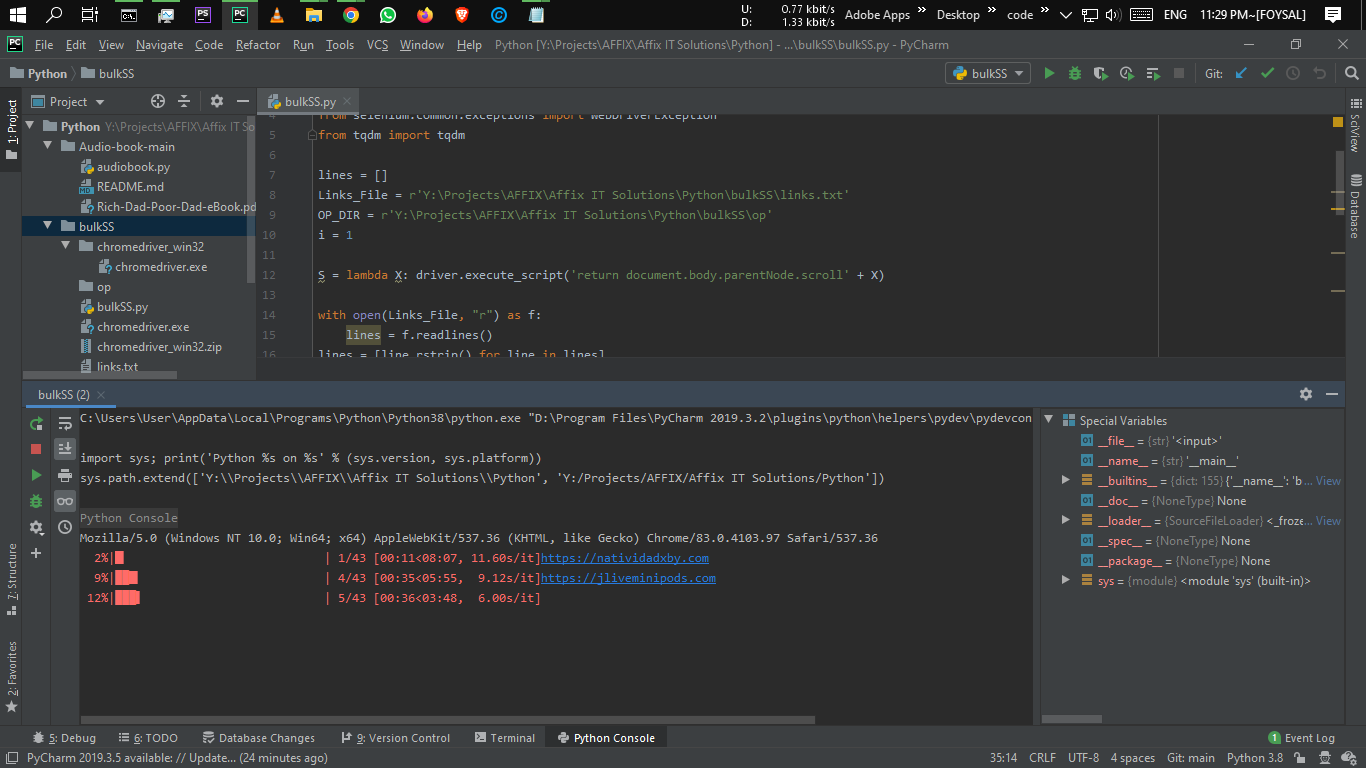 U: 0.77 kbit/s
D: 1.33 kbit/s
Adobe Apps » Desktop » code » ENG 11:29 PM~[FOYSAL]
PC File Edit View Navigate Code Refactor Run Tools VCS Window Help Python [Y:\Projects\AFFIX\Affix IT Solutions\Python] - ...\bulkSS\bulkSS.py - PyCharm
Python bulkSS bulkSS Git:
1: Project
7: Structure
2: Favorites
Project
Python Y:\Projects\AFFIX\Affix IT So
Audio-book-main
audiobook.py
README.md
Rich-Dad-Poor-Dad-eBook.pd
bulkSS
chromedriver_win32
chromedriver.exe
op
bulkSS.py
chromedriver.exe
chromedriver_win32.zip
links.txt
bulkSS.py
4 from selenium.common.exceptions import WebDriverException
5 from tqdm import tqdm
6
7 lines = []
8 Links_File = r'Y:\Projects\AFFIX\Affix IT Solutions\Python\bulkSS\links.txt'
9 OP_DIR = r'Y:\Projects\AFFIX\Affix IT Solutions\Python\bulkSS\op'
10 i = 1
11
12 S = lambda X: driver.execute_script('return document.body.parentNode.scroll' + X)
13
14 with open(Links_File, "r") as f:
15 lines = f.readlines()
16 lines = [line.rstrip() for line in lines]
SciView
Database
bulkSS (2)
C:\Users\User\AppData\Local\Programs\Python\Python38\python.exe "D:\Program Files\PyCharm 2019.3.2\plugins\python\helpers\pydev\pydevcon
import sys; print('Python %s on %s' % (sys.version, sys.platform))
sys.path.extend(['Y:\\Projects\\AFFIX\\Affix IT Solutions\\Python', 'Y:/Projects/AFFIX/Affix IT Solutions/Python'])
Python Console
Mozilla/5.0 (Windows NT 10.0; Win64; x64) AppleWebKit/537.36 (KHTML, like Gecko) Chrome/83.0.4103.97 Safari/537.36
2%| | 1/43 [00:11<08:07, 11.60s/it]https://natividadxby.com
9%| | 4/43 [00:35<05:55, 9.12s/it]https://jliveminipods.com
12%| | 5/43 [00:36<03:48, 6.00s/it]
Special Variables
__file__ = {str} '<input>'
__name__ = {str} '__main__'
__builtins__ = {dict: 155} {'__name__': 'b... View
__doc__ = {NoneType} None
__loader__ = {SourceFileLoader} <_froze... View
__spec__ = {NoneType} None
__package__ = {NoneType} None
sys = {module} <module 'sys' (built-in)>
5: Debug 6: TODO Database Changes 9: Version Control Terminal Python Console 1 Event Log
PyCharm 2019.3.5 available: // Update... (24 minutes ago) 35:14 CRLF UTF-8 4 spaces Git: main Python 3.8